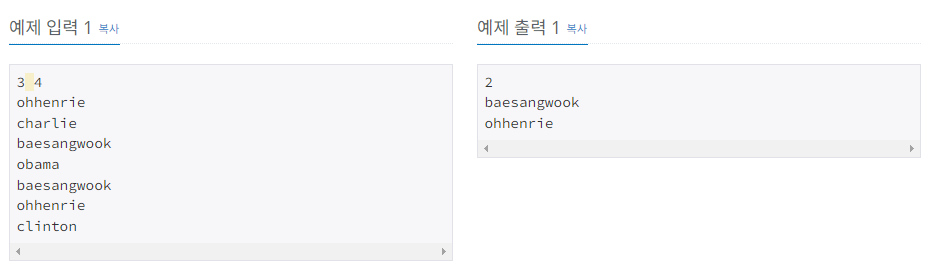 예제 입력 1 복사
3 4
ohhenrie
charlie
baesangwook
obama
baesangwook
ohhenrie
clinton
예제 출력 1 복사
2
baesangwook
ohhenrie